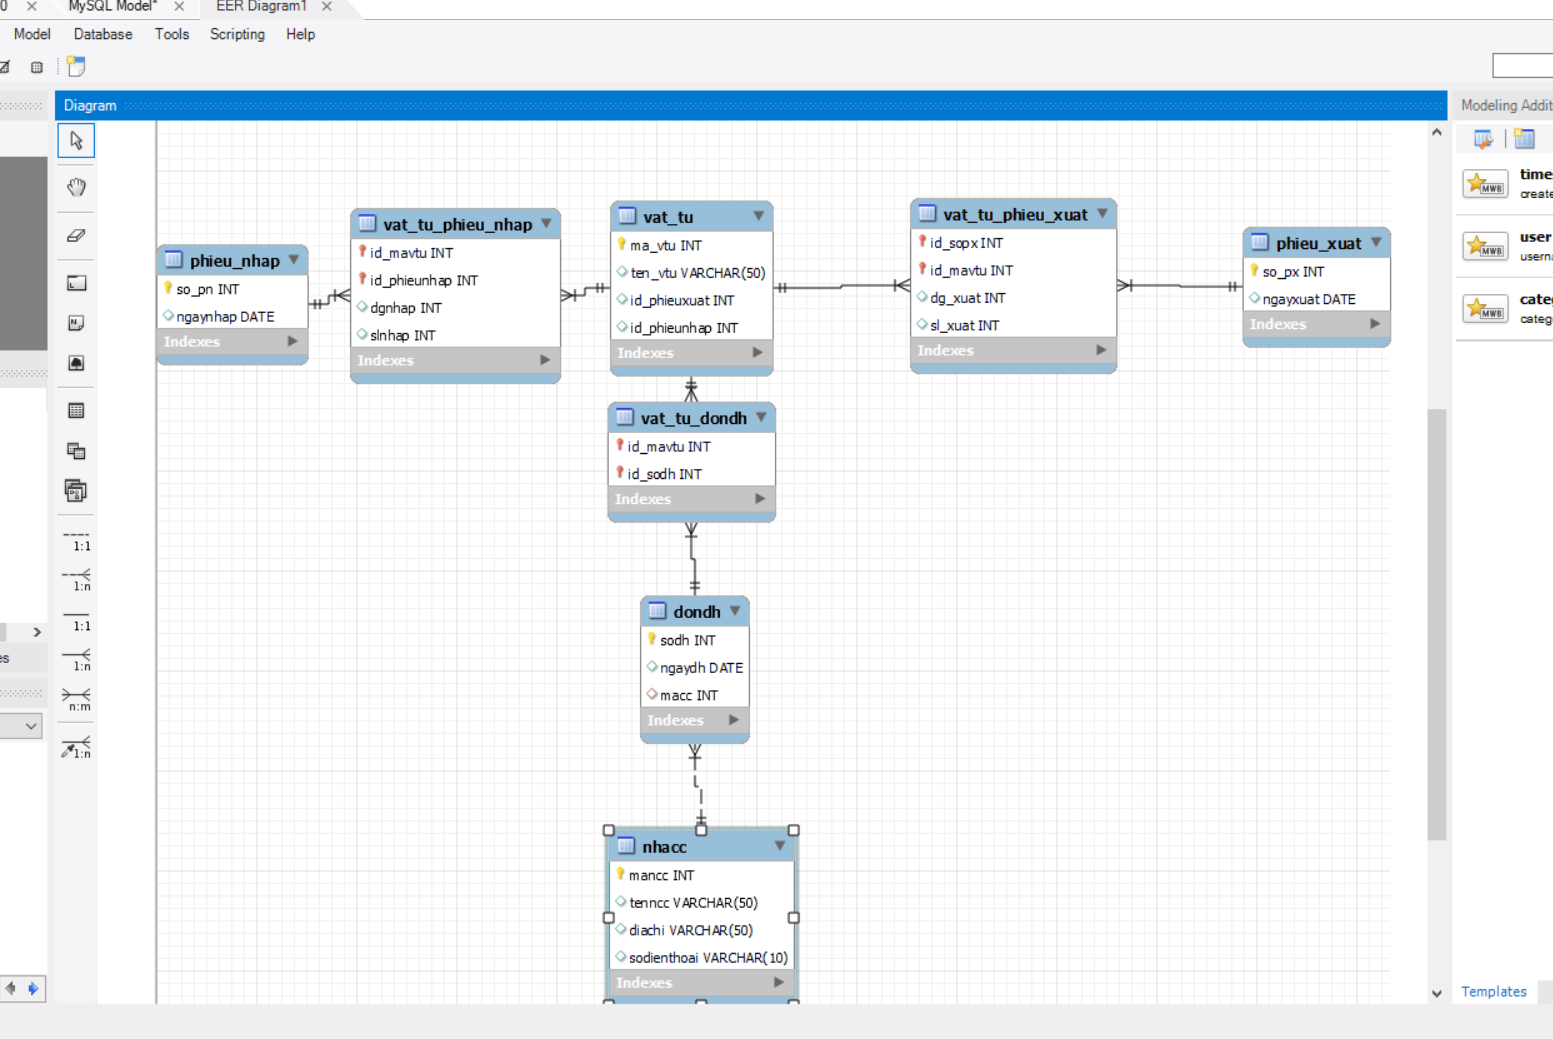 0
MySQL Model*
EER Diagram1
Model Database Tools Scripting Help
Diagram
Modeling Addit
phieu_nhap
so_pn INT
ngaynhap DATE
Indexes
vat_tu_phieu_nhap
id_mavtu INT
id_phieunhap INT
dgnhap INT
slnhap INT
Indexes
vat_tu
ma_vtu INT
ten_vtu VARCHAR(50)
id_phieuxuat INT
id_phieunhap INT
Indexes
vat_tu_phieu_xuat
id_sopx INT
id_mavtu INT
dg_xuat INT
sl_xuat INT
Indexes
phieu_xuat
so_px INT
ngayxuat DATE
Indexes
vat_tu_dondh
id_mavtu INT
id_sodh INT
Indexes
dondh
sodh INT
ngaydh DATE
macc INT
Indexes
nhacc
mancc INT
tenncc VARCHAR(50)
diachi VARCHAR(50)
sodienthoai VARCHAR(10)
Indexes
1:1
1:n
1:1
1:n
n:m
1:n
es
MWB
time
create
MWB
user
userna
MWB
categ
categ
Templates